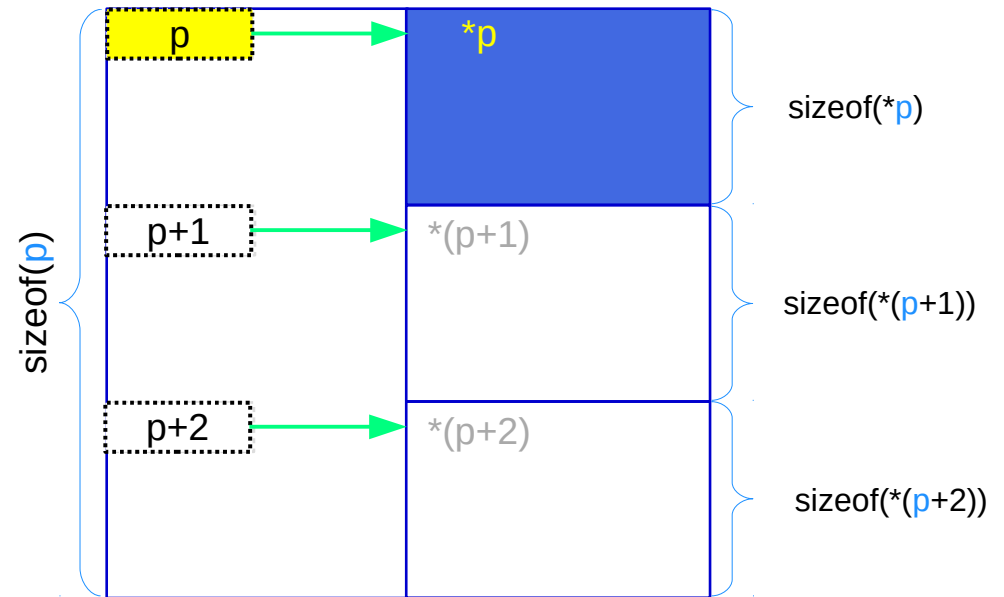 p
*p
sizeof(*p)
p+1
*(p+1)
sizeof(p)
sizeof(*(p+1))
p+2
*(p+2)
sizeof(*(p+2))